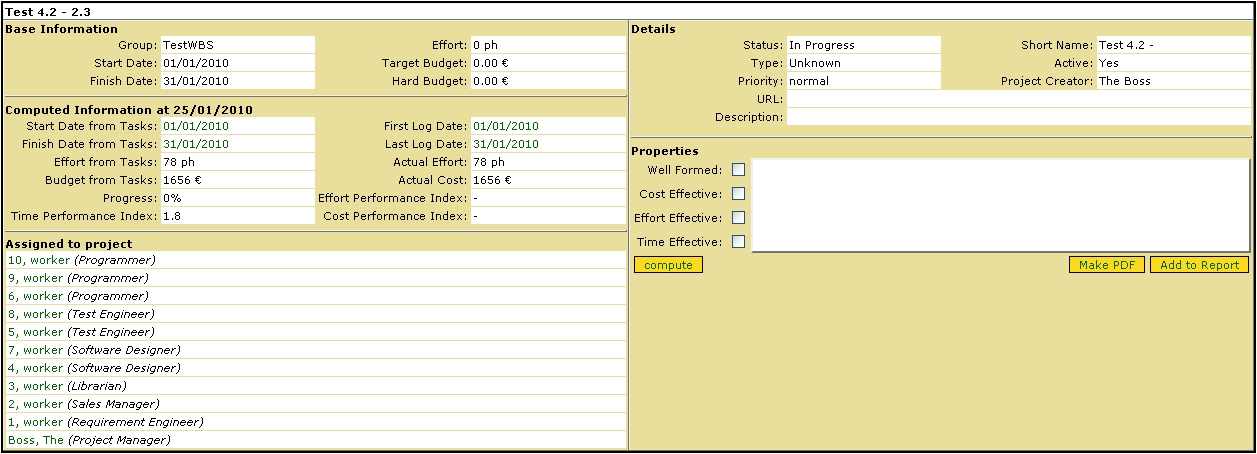 Test 4.2 - 2.3
Base Information
Group: TestWBS Effort: 0 ph
Start Date: 01/01/2010 Target Budget: 0.00 €
Finish Date: 31/01/2010 Hard Budget: 0.00 €
Computed Information at 25/01/2010
Start Date from Tasks: 01/01/2010 First Log Date: 01/01/2010
Finish Date from Tasks: 31/01/2010 Last Log Date: 31/01/2010
Effort from Tasks: 78 ph Actual Effort: 78 ph
Budget from Tasks: 1656 € Actual Cost: 1656 €
Progress: 0% Effort Performance Index: -
Time Performance Index: 1.8 Cost Performance Index: -
Assigned to project
10, worker (Programmer)
9, worker (Programmer)
6, worker (Programmer)
8, worker (Test Engineer)
5, worker (Test Engineer)
7, worker (Software Designer)
4, worker (Software Designer)
3, worker (Librarian)
2, worker (Sales Manager)
1, worker (Requirement Engineer)
Boss, The (Project Manager)
Details
Status: In Progress Short Name: Test 4.2 -
Type: Unknown Active: Yes
Priority: normal Project Creator: The Boss
URL:
Description:
Properties
Well Formed:
Cost Effective:
Effort Effective:
Time Effective:
compute Make PDF Add to Report